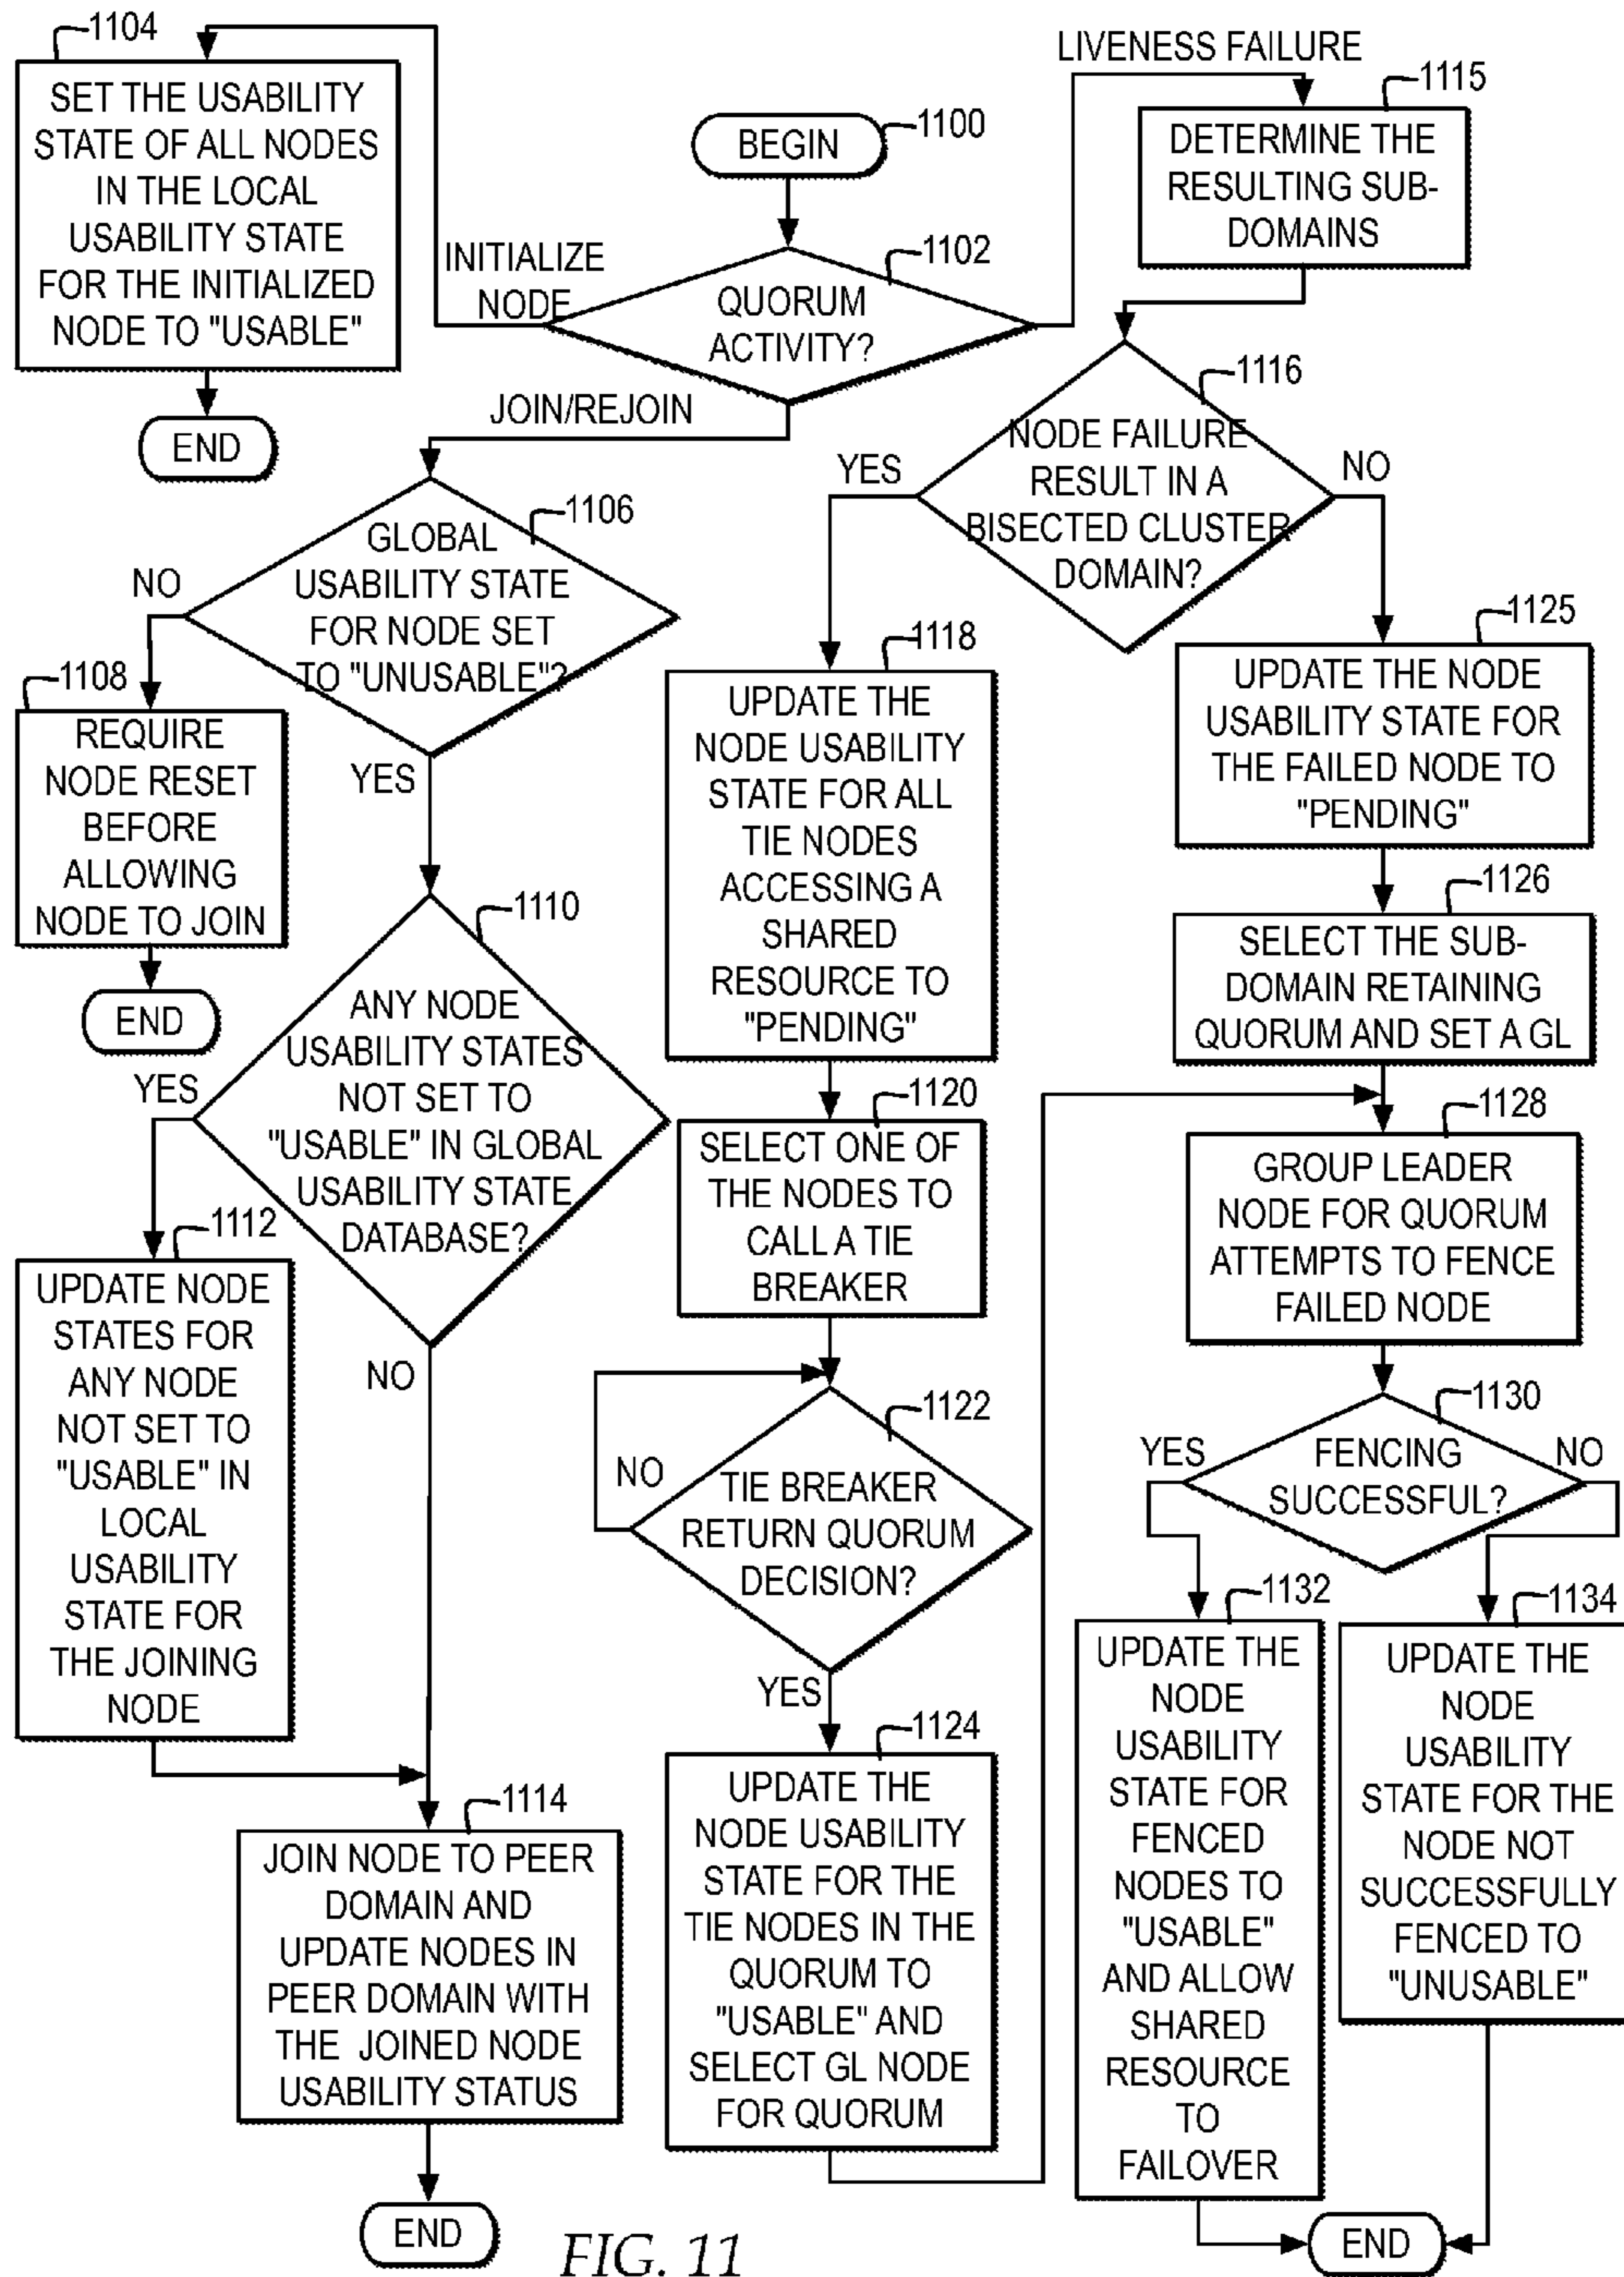 1104
SET THE USABILITY
STATE OF ALL NODES
IN THE LOCAL
USABILITY STATE
FOR THE INITIALIZED
NODE TO "USABLE"
END
BEGIN
1100
INITIALIZE
NODE
1102
QUORUM
ACTIVITY?
LIVENESS FAILURE
1115
DETERMINE THE
RESULTING SUB-
DOMAINS
JOIN/REJOIN
1106
GLOBAL
USABILITY STATE
FOR NODE SET
TO "UNUSABLE"?
NO
YES
1108
REQUIRE
NODE RESET
BEFORE
ALLOWING
NODE TO JOIN
END
1110
ANY NODE
USABILITY STATES
NOT SET TO
"USABLE" IN GLOBAL
USABILITY STATE
DATABASE?
YES
NO
1112
UPDATE NODE
STATES FOR
ANY NODE
NOT SET TO
"USABLE" IN
LOCAL
USABILITY
STATE FOR
THE JOINING
NODE
1114
JOIN NODE TO PEER
DOMAIN AND
UPDATE NODES IN
PEER DOMAIN WITH
THE JOINED NODE
USABILITY STATUS
END
1116
NODE FAILURE
RESULT IN A
BISECTED CLUSTER
DOMAIN?
YES
NO
1118
UPDATE THE
NODE USABILITY
STATE FOR ALL
TIE NODES
ACCESSING A
SHARED
RESOURCE TO
"PENDING"
1120
SELECT ONE OF
THE NODES TO
CALL A TIE
BREAKER
1122
TIE BREAKER
RETURN QUORUM
DECISION?
NO
YES
1124
UPDATE THE
NODE USABILITY
STATE FOR THE
TIE NODES IN THE
QUORUM TO
"USABLE" AND
SELECT GL NODE
FOR QUORUM
1125
UPDATE THE NODE
USABILITY STATE FOR
THE FAILED NODE TO
"PENDING"
1126
SELECT THE SUB-
DOMAIN RETAINING
QUORUM AND SET A GL
1128
GROUP LEADER
NODE FOR QUORUM
ATTEMPTS TO FENCE
FAILED NODE
1130
FENCING
SUCCESSFUL?
YES
NO
1132
UPDATE THE
NODE
USABILITY
STATE FOR
FENCED
NODES TO
"USABLE"
AND ALLOW
SHARED
RESOURCE
TO
FAILOVER
1134
UPDATE THE
NODE
USABILITY
STATE FOR THE
NODE NOT
SUCCESSFULLY
FENCED TO
"UNUSABLE"
END
FIG. 11